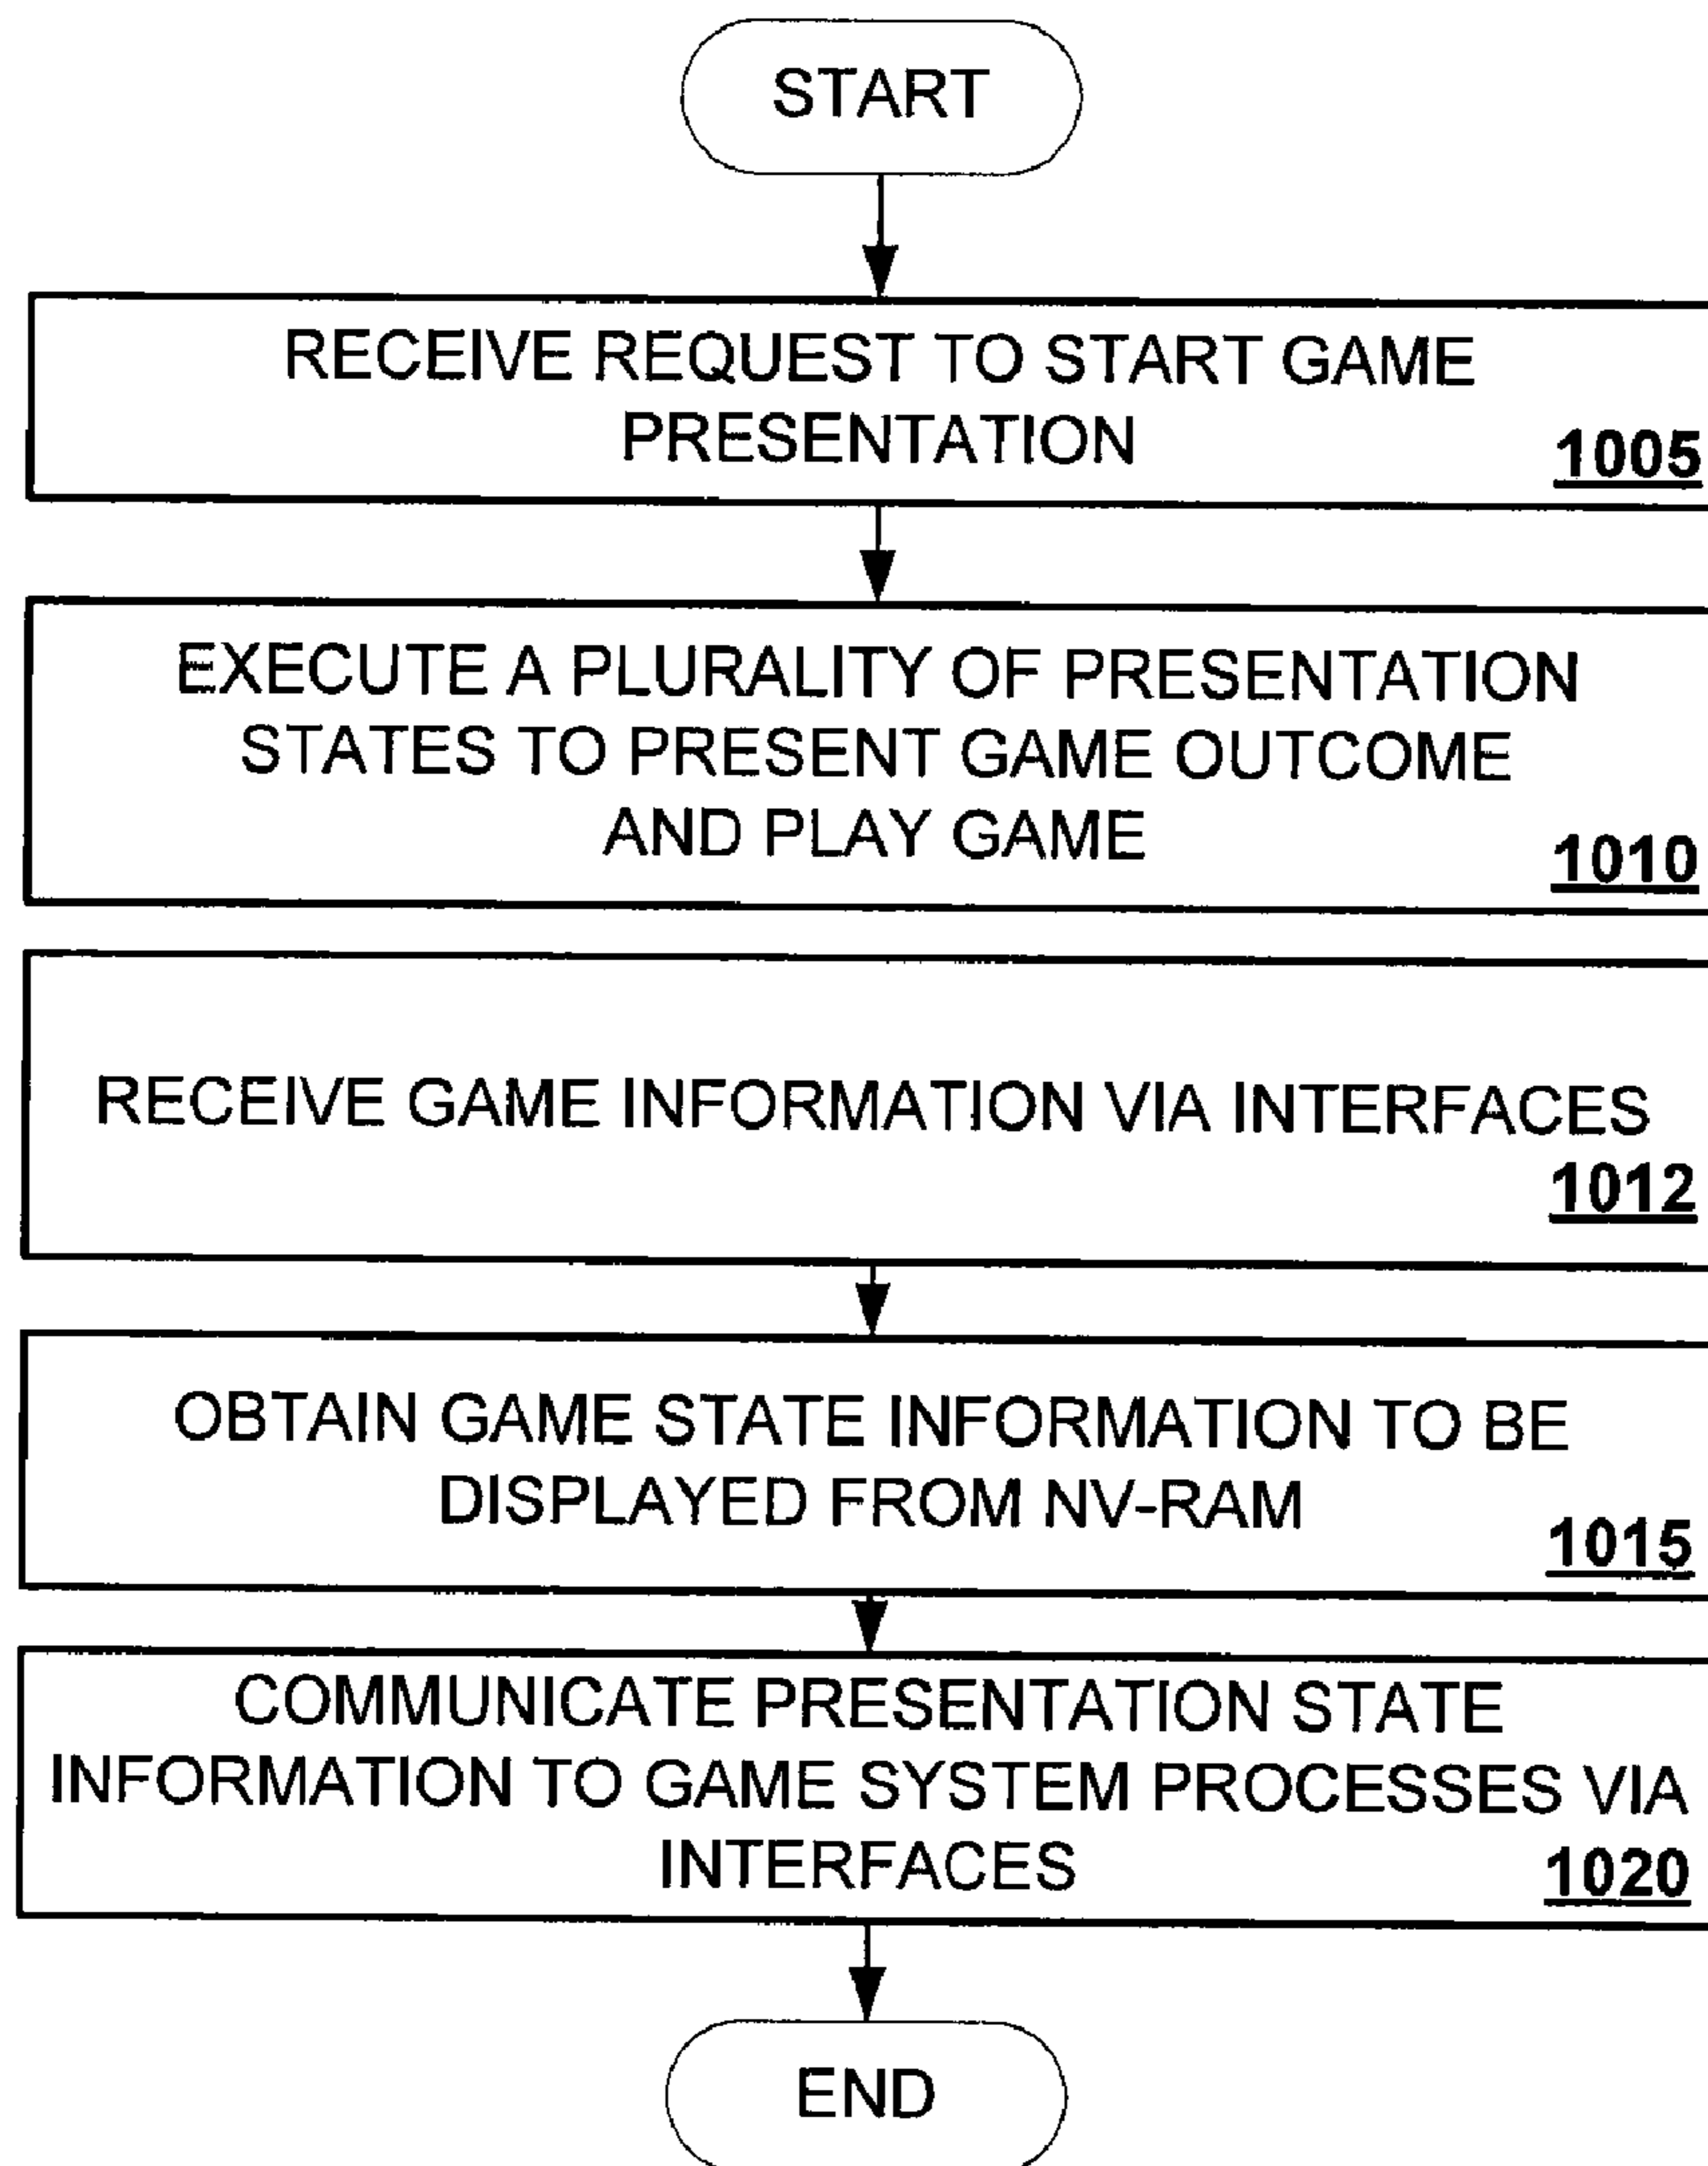 START
RECEIVE REQUEST TO START GAME
PRESENTATION
1005
EXECUTE A PLURALITY OF PRESENTATION
STATES TO PRESENT GAME OUTCOME
AND PLAY GAME
1010
RECEIVE GAME INFORMATION VIA INTERFACES
1012
OBTAIN GAME STATE INFORMATION TO BE
DISPLAYED FROM NV-RAM
1015
COMMUNICATE PRESENTATION STATE
INFORMATION TO GAME SYSTEM PROCESSES VIA
INTERFACES
1020
END